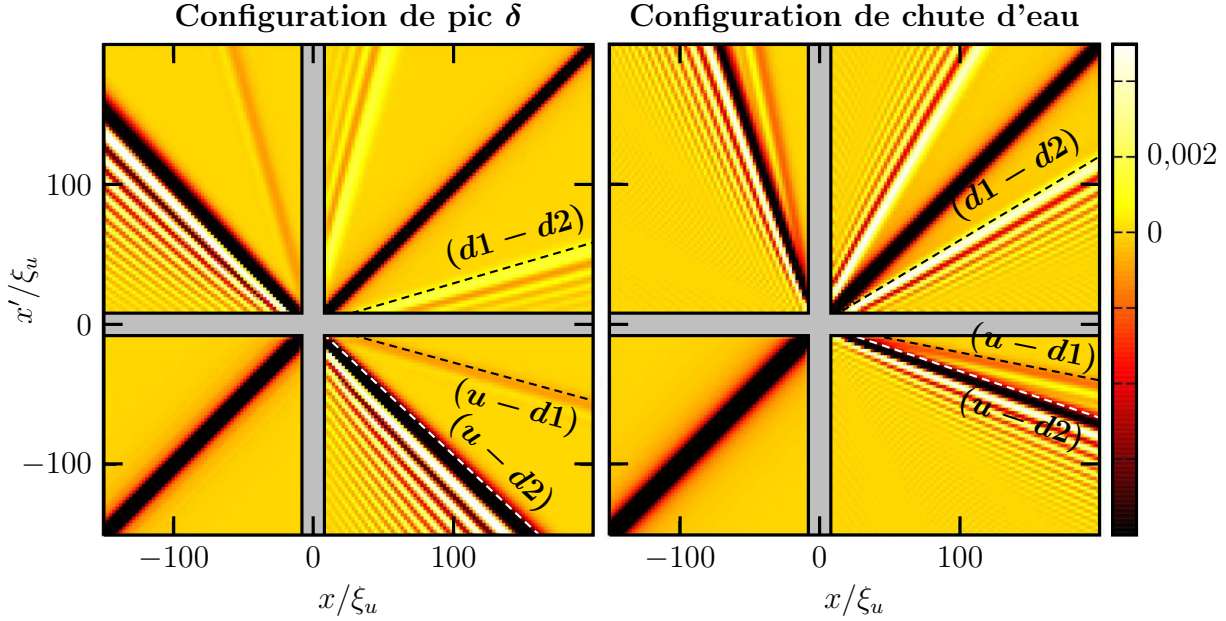 Configuration de pic δ
Configuration de chute d'eau
x′/ξu
100
0
−100
(d1 − d2)
(u − d1)
(u − d2)
−100
0
100
x/ξu
(d1 − d2)
(u − d1)
(u − d2)
−100
0
100
x/ξu
0,002
0